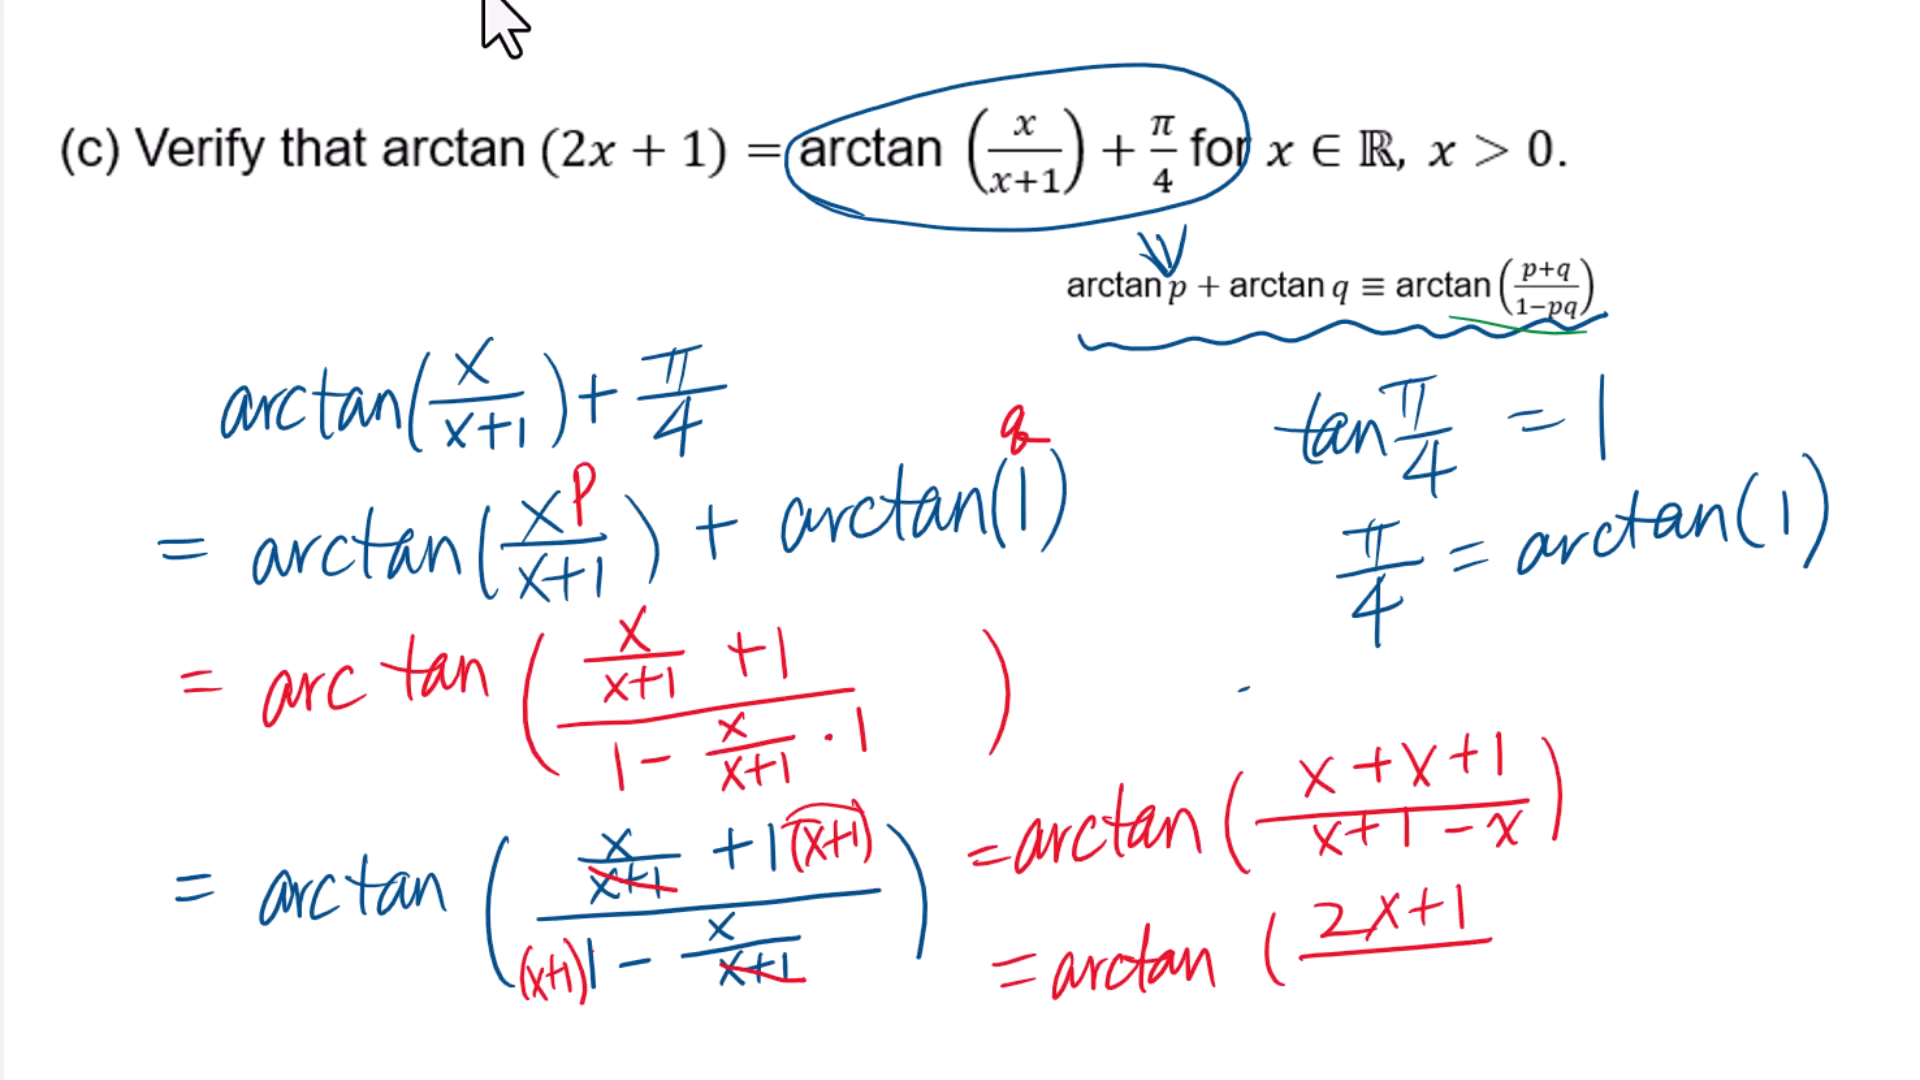 (c) Verify that arctan (2x + 1) = arctan (x/(x+1)) + π/4 for x ∈ ℝ, x > 0.
arctan p + arctan q ≡ arctan ((p+q)/(1−pq))
arctan(x/(x+1)) + π/4
tan π/4 = 1
q
p
= arctan(x/(x+1)) + arctan(1)
π/4 = arctan(1)
= arctan ((x/(x+1) + 1)/(1 − x/(x+1) · 1))
= arctan ((x/(x+1) + 1(x+1))/((x+1)1 − x/(x+1)))
= arctan ((x+x+1)/(x+1−x))
= arctan (2x+1